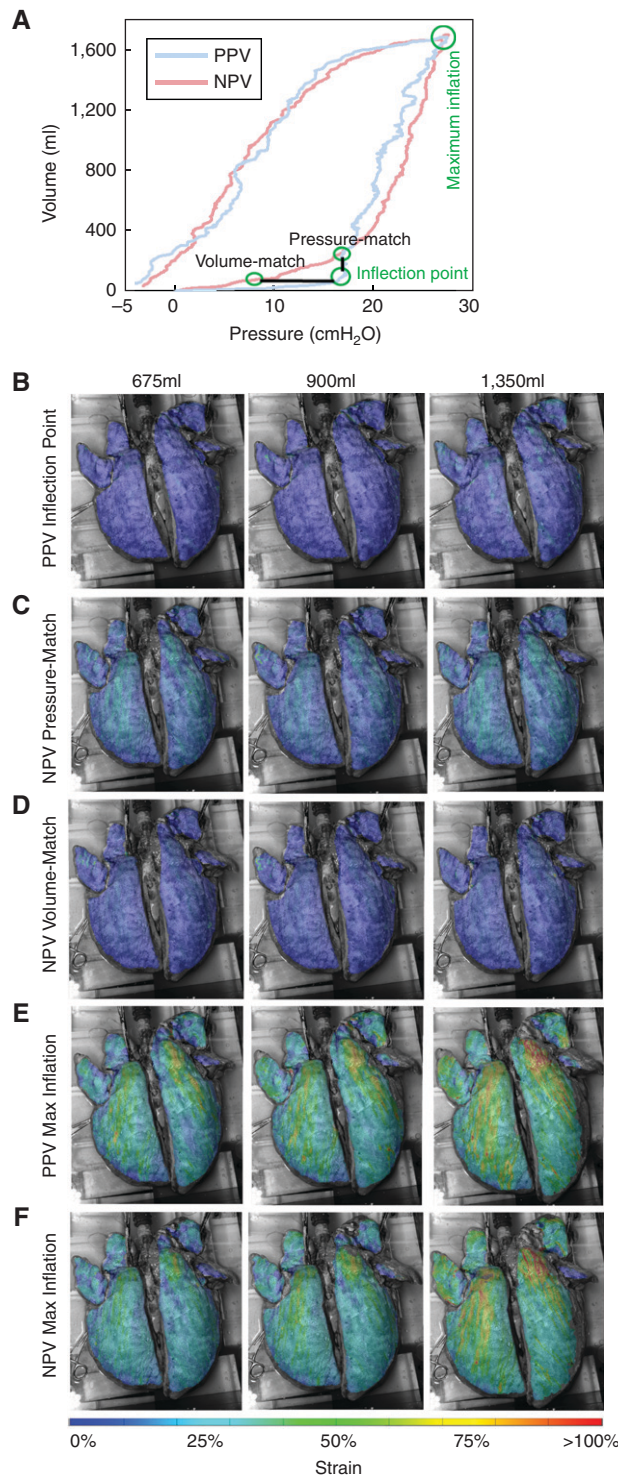 A
PPV
NPV
1,600
1,200
800
400
0
Volume (ml)
–5
0
10
20
30
Pressure (cmH2O)
Maximum inflation
Pressure-match
Volume-match
Inflection point
B
675ml
900ml
1,350ml
PPV Inflection Point
C
NPV Pressure-Match
D
NPV Volume-Match
E
PPV Max Inflation
F
NPV Max Inflation
0%
25%
50%
75%
>100%
Strain